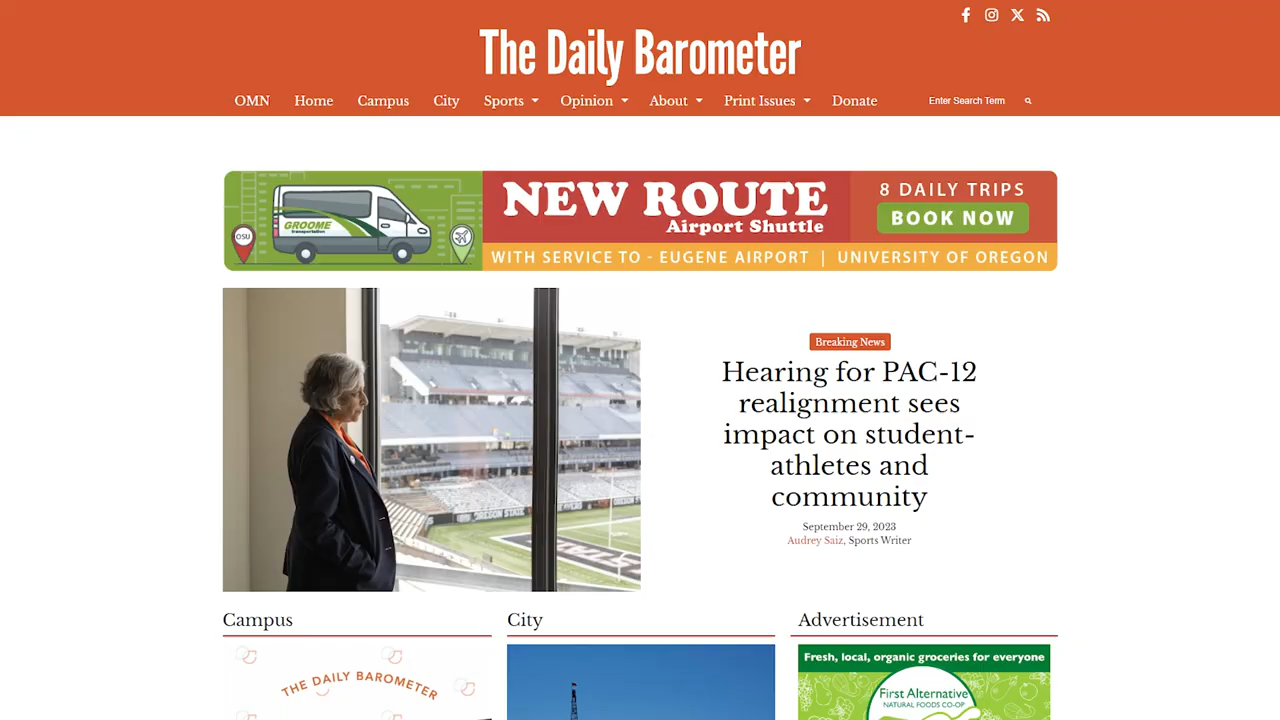 The Daily Barometer
OMN Home Campus City Sports Opinion About Print Issues Donate Enter Search Term
GROOME
transportation
OSU
NEW ROUTE
Airport Shuttle
8 DAILY TRIPS
BOOK NOW
WITH SERVICE TO - EUGENE AIRPORT | UNIVERSITY OF OREGON
OREGON STATE
Breaking News
Hearing for PAC-12
realignment sees
impact on student-
athletes and
community
September 29, 2023
Audrey Saiz, Sports Writer
Campus
City
Advertisement
THE DAILY BAROMETER
Fresh, local, organic groceries for everyone
First Alternative
NATURAL FOODS CO-OP